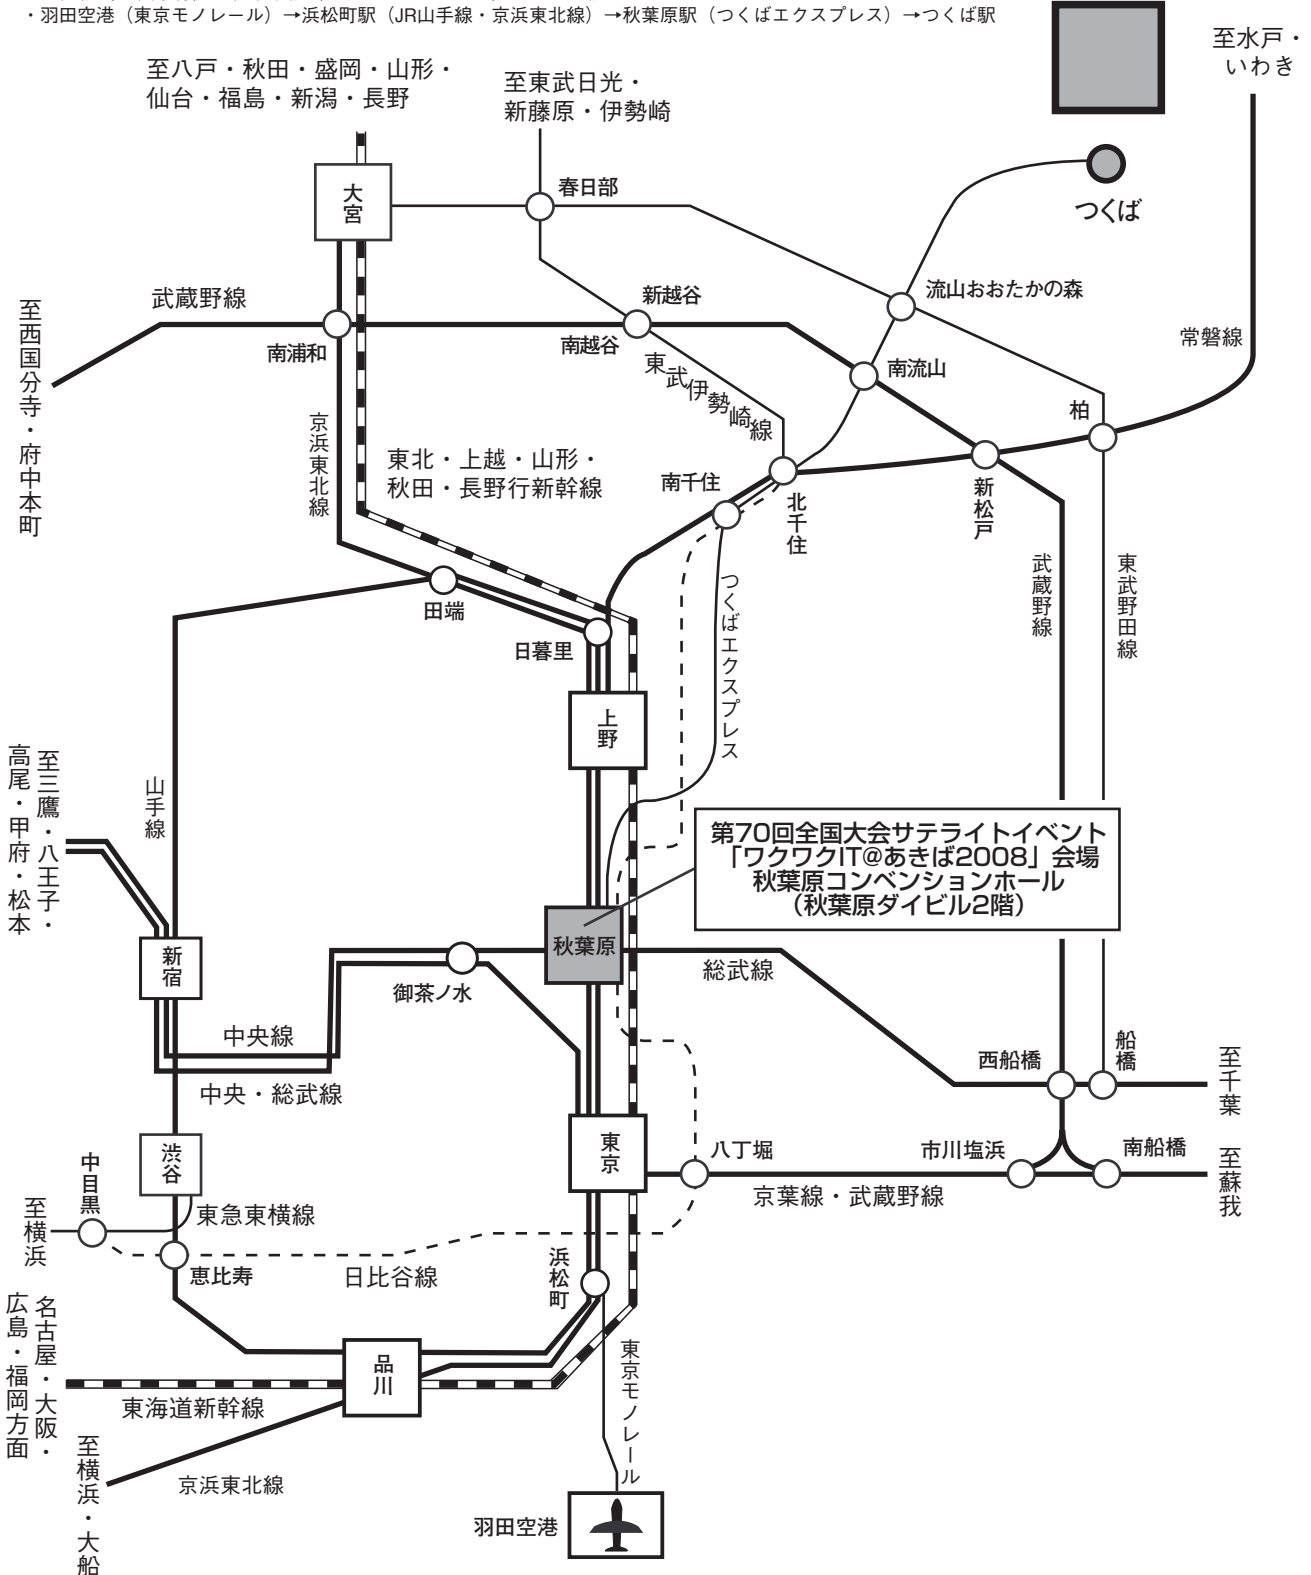 ・羽田空港（東京モノレール）→浜松町駅（JR山手線・京浜東北線）→秋葉原駅（つくばエクスプレス）→つくば駅
至水戸・
いわき
至八戸・秋田・盛岡・山形・
仙台・福島・新潟・長野
至東武日光・
新藤原・伊勢崎
大宮
春日部
つくば
流山おおたかの森
武蔵野線
新越谷
至西国分寺・府中本町
南浦和
南越谷
常磐線
東武伊勢崎線
南流山
柏
京浜東北線
東北・上越・山形・
秋田・長野行新幹線
南千住
北千住
新松戸
武蔵野線
東武野田線
つくばエクスプレス
田端
日暮里
上野
至三鷹・八王子・
高尾・甲府・松本
山手線
第70回全国大会サテライトイベント
「ワクワクIT@あきば2008」会場
秋葉原コンベンションホール
（秋葉原ダイビル2階）
新宿
秋葉原
御茶ノ水
総武線
中央線
中央・総武線
西船橋
船橋
至千葉
渋谷
東京
八丁堀
市川塩浜
南船橋
至蘇我
京葉線・武蔵野線
中目黒
至横浜
東急東横線
恵比寿
日比谷線
浜松町
名古屋・大阪・
広島・福岡方面
品川
東海道新幹線
東京モノレール
至横浜・大船
京浜東北線
羽田空港